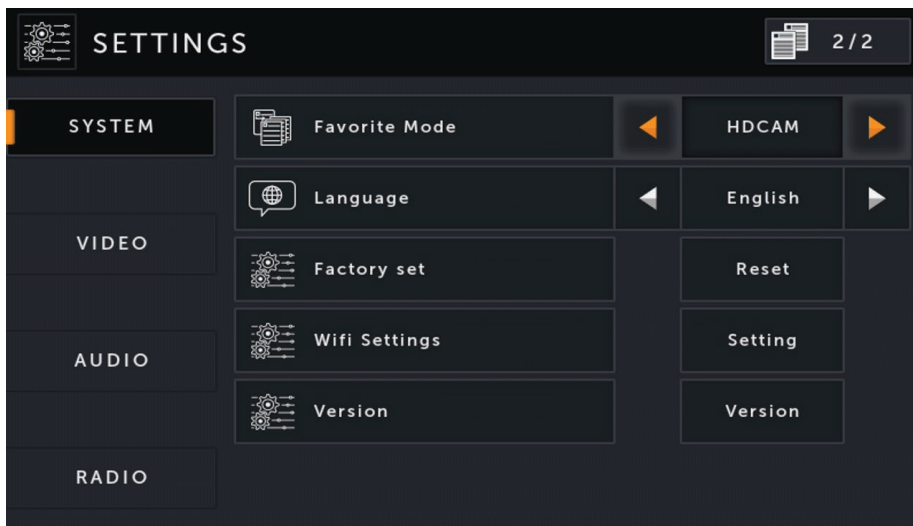 SETTINGS
2/2
SYSTEM
Favorite Mode
HDCAM
Language
English
VIDEO
Factory set
Reset
Wifi Settings
Setting
AUDIO
Version
Version
RADIO